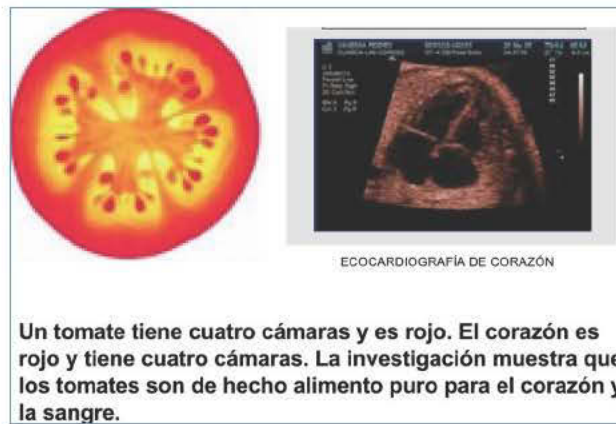 ECOCARDIOGRAFÍA DE CORAZÓN
Un tomate tiene cuatro cámaras y es rojo. El corazón es
rojo y tiene cuatro cámaras. La investigación muestra que
los tomates son de hecho alimento puro para el corazón y
la sangre.